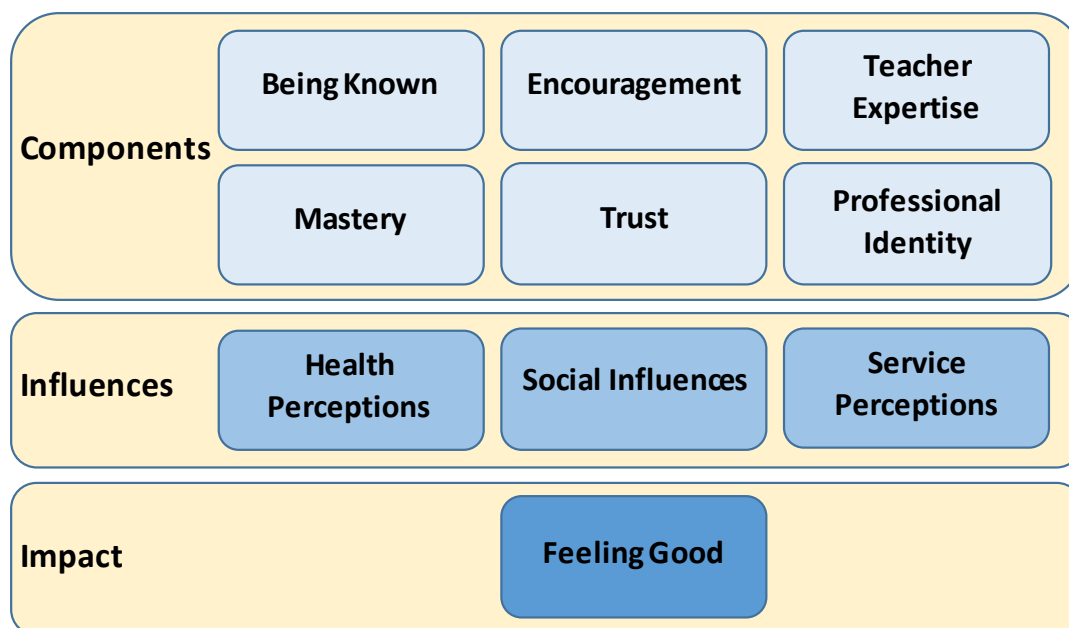 Components
Being Known
Encouragement
Teacher
Expertise
Mastery
Trust
Professional
Identity
Influences
Health
Perceptions
Social Influences
Service
Perceptions
Impact
Feeling Good